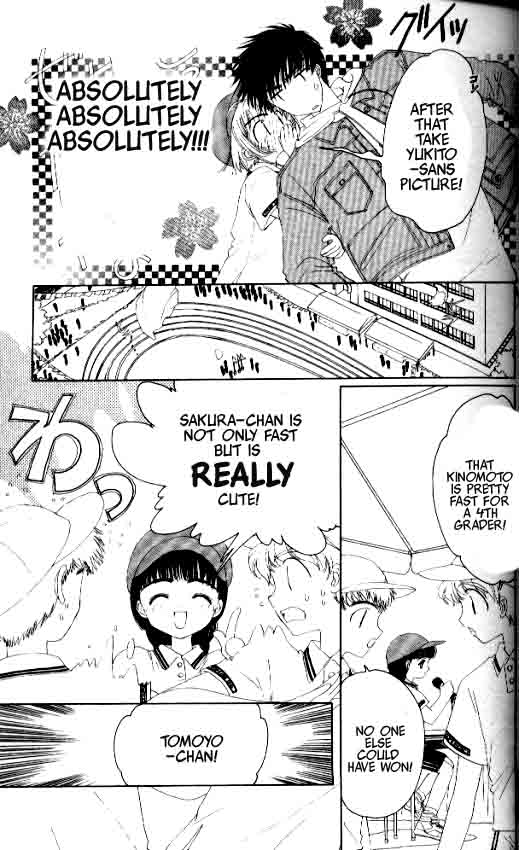 グイッ
AFTER
THAT
TAKE
YUKITO
-SANS
PICTURE!
ABSOLUTELY
ABSOLUTELY
ABSOLUTELY!!!
THAT
KINOMOTO
IS PRETTY
FAST FOR
A 4TH
GRADER!
NO ONE
ELSE
COULD
HAVE WON!
SAKURA-CHAN IS
NOT ONLY FAST
BUT IS
REALLY
CUTE!
わっ
TOMOYO
-CHAN!